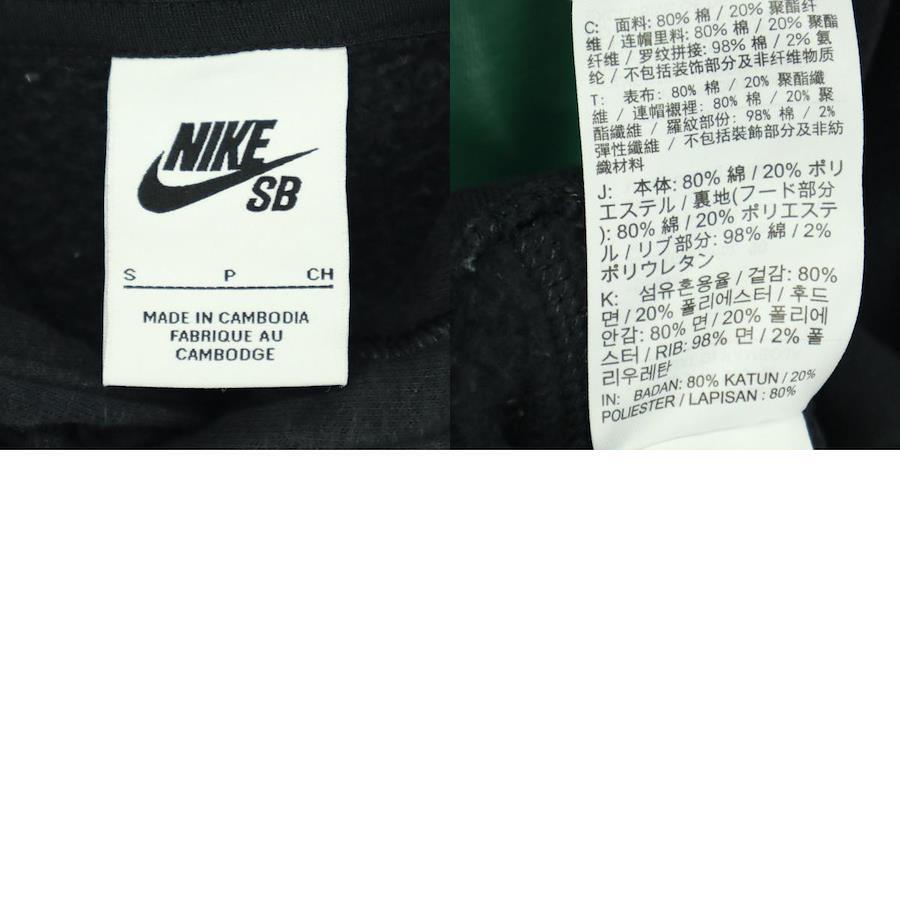 NIKE
SB
S P CH
MADE IN CAMBODIA
FABRIQUE AU
CAMBODGE
C: 面料: 80% 棉 / 20% 聚酯纤
维 / 连帽里料: 80% 棉 / 20% 聚酯
纤维 / 罗纹拼接: 98% 棉 / 2% 氨
纶 / 不包括装饰部分及非纤维物质
T: 表布: 80% 棉 / 20% 聚酯纖
維 / 連帽襯裡: 80% 棉 / 20% 聚
酯纖維 / 羅紋部份: 98% 棉 / 2%
彈性纖維 / 不包括裝飾部分及非紡
織材料
J: 本体: 80% 綿 / 20% ポリ
エステル / 裏地(フード部分
): 80% 綿 / 20% ポリエステ
ル / リブ部分: 98% 綿 / 2%
ポリウレタン
K: 섬유혼용율 / 겉감: 80%
면 / 20% 폴리에스터 / 후드
안감: 80% 면 / 20% 폴리에
스터 / RIB: 98% 면 / 2% 폴
리우레탄
IN: BADAN: 80% KATUN / 20%
POLIESTER / LAPISAN : 80%